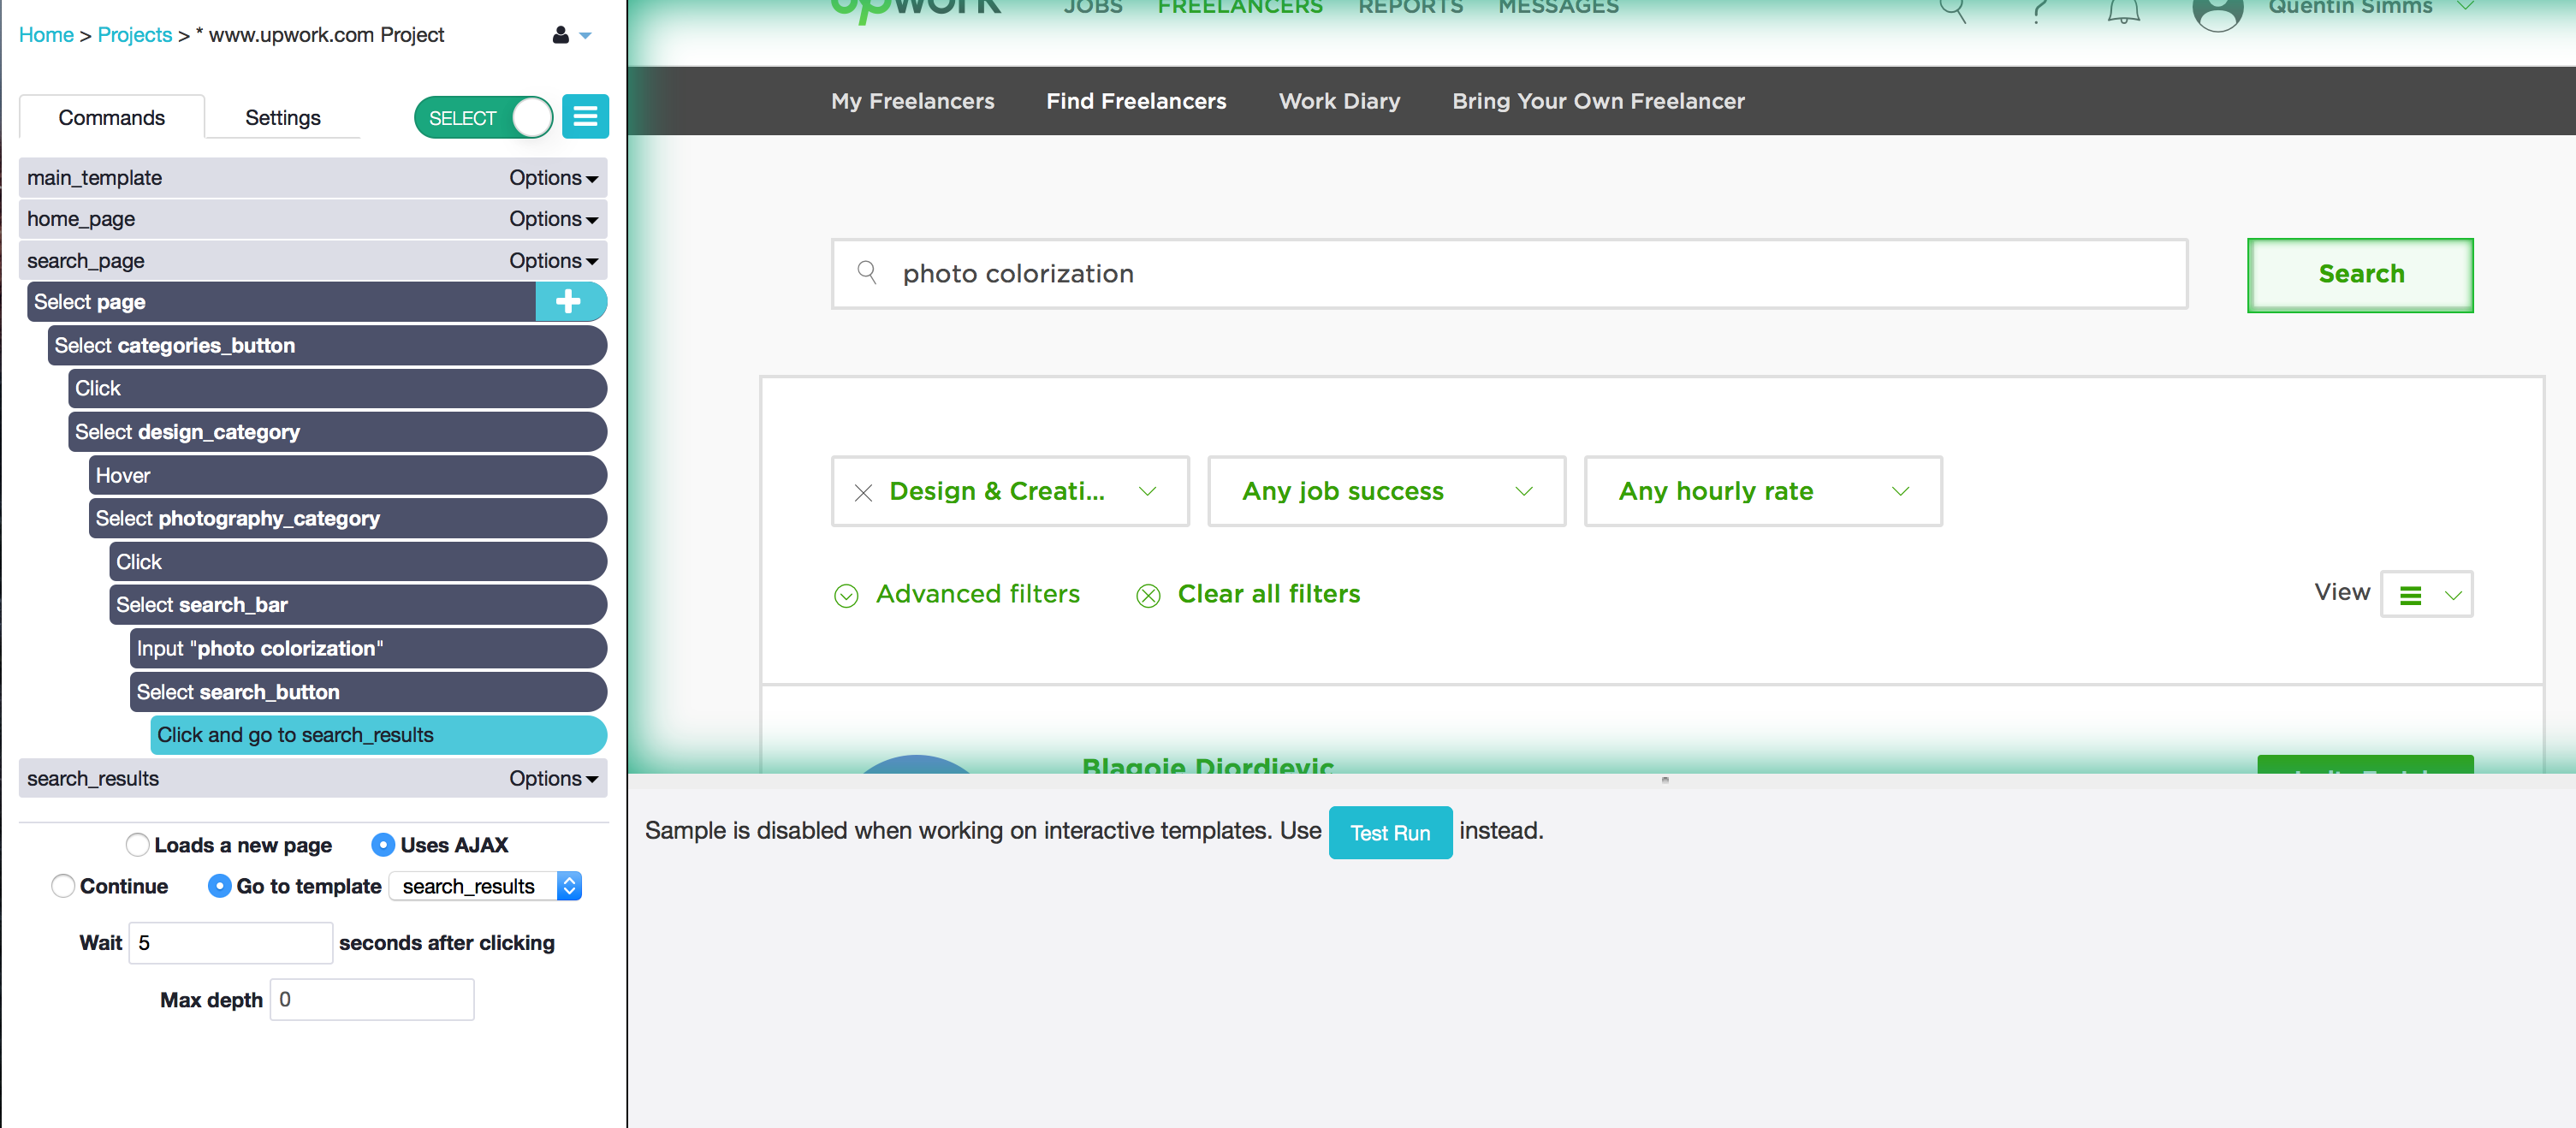 Home > Projects > * www.upwork.com Project
Commands
Settings
SELECT
main_template Options
home_page Options
search_page Options
Select page
Select categories_button
Click
Select design_category
Hover
Select photography_category
Click
Select search_bar
Input "photo colorization"
Select search_button
Click and go to search_results
search_results Options
Loads a new page Uses AJAX
Continue Go to template search_results
Wait 5 seconds after clicking
Max depth 0
upwork JOBS FREELANCERS REPORTS MESSAGES Quentin Simms
My Freelancers Find Freelancers Work Diary Bring Your Own Freelancer
photo colorization
Search
Design & Creati... Any job success Any hourly rate
Advanced filters Clear all filters View
Blagoje Djordjevic
Sample is disabled when working on interactive templates. Use Test Run instead.